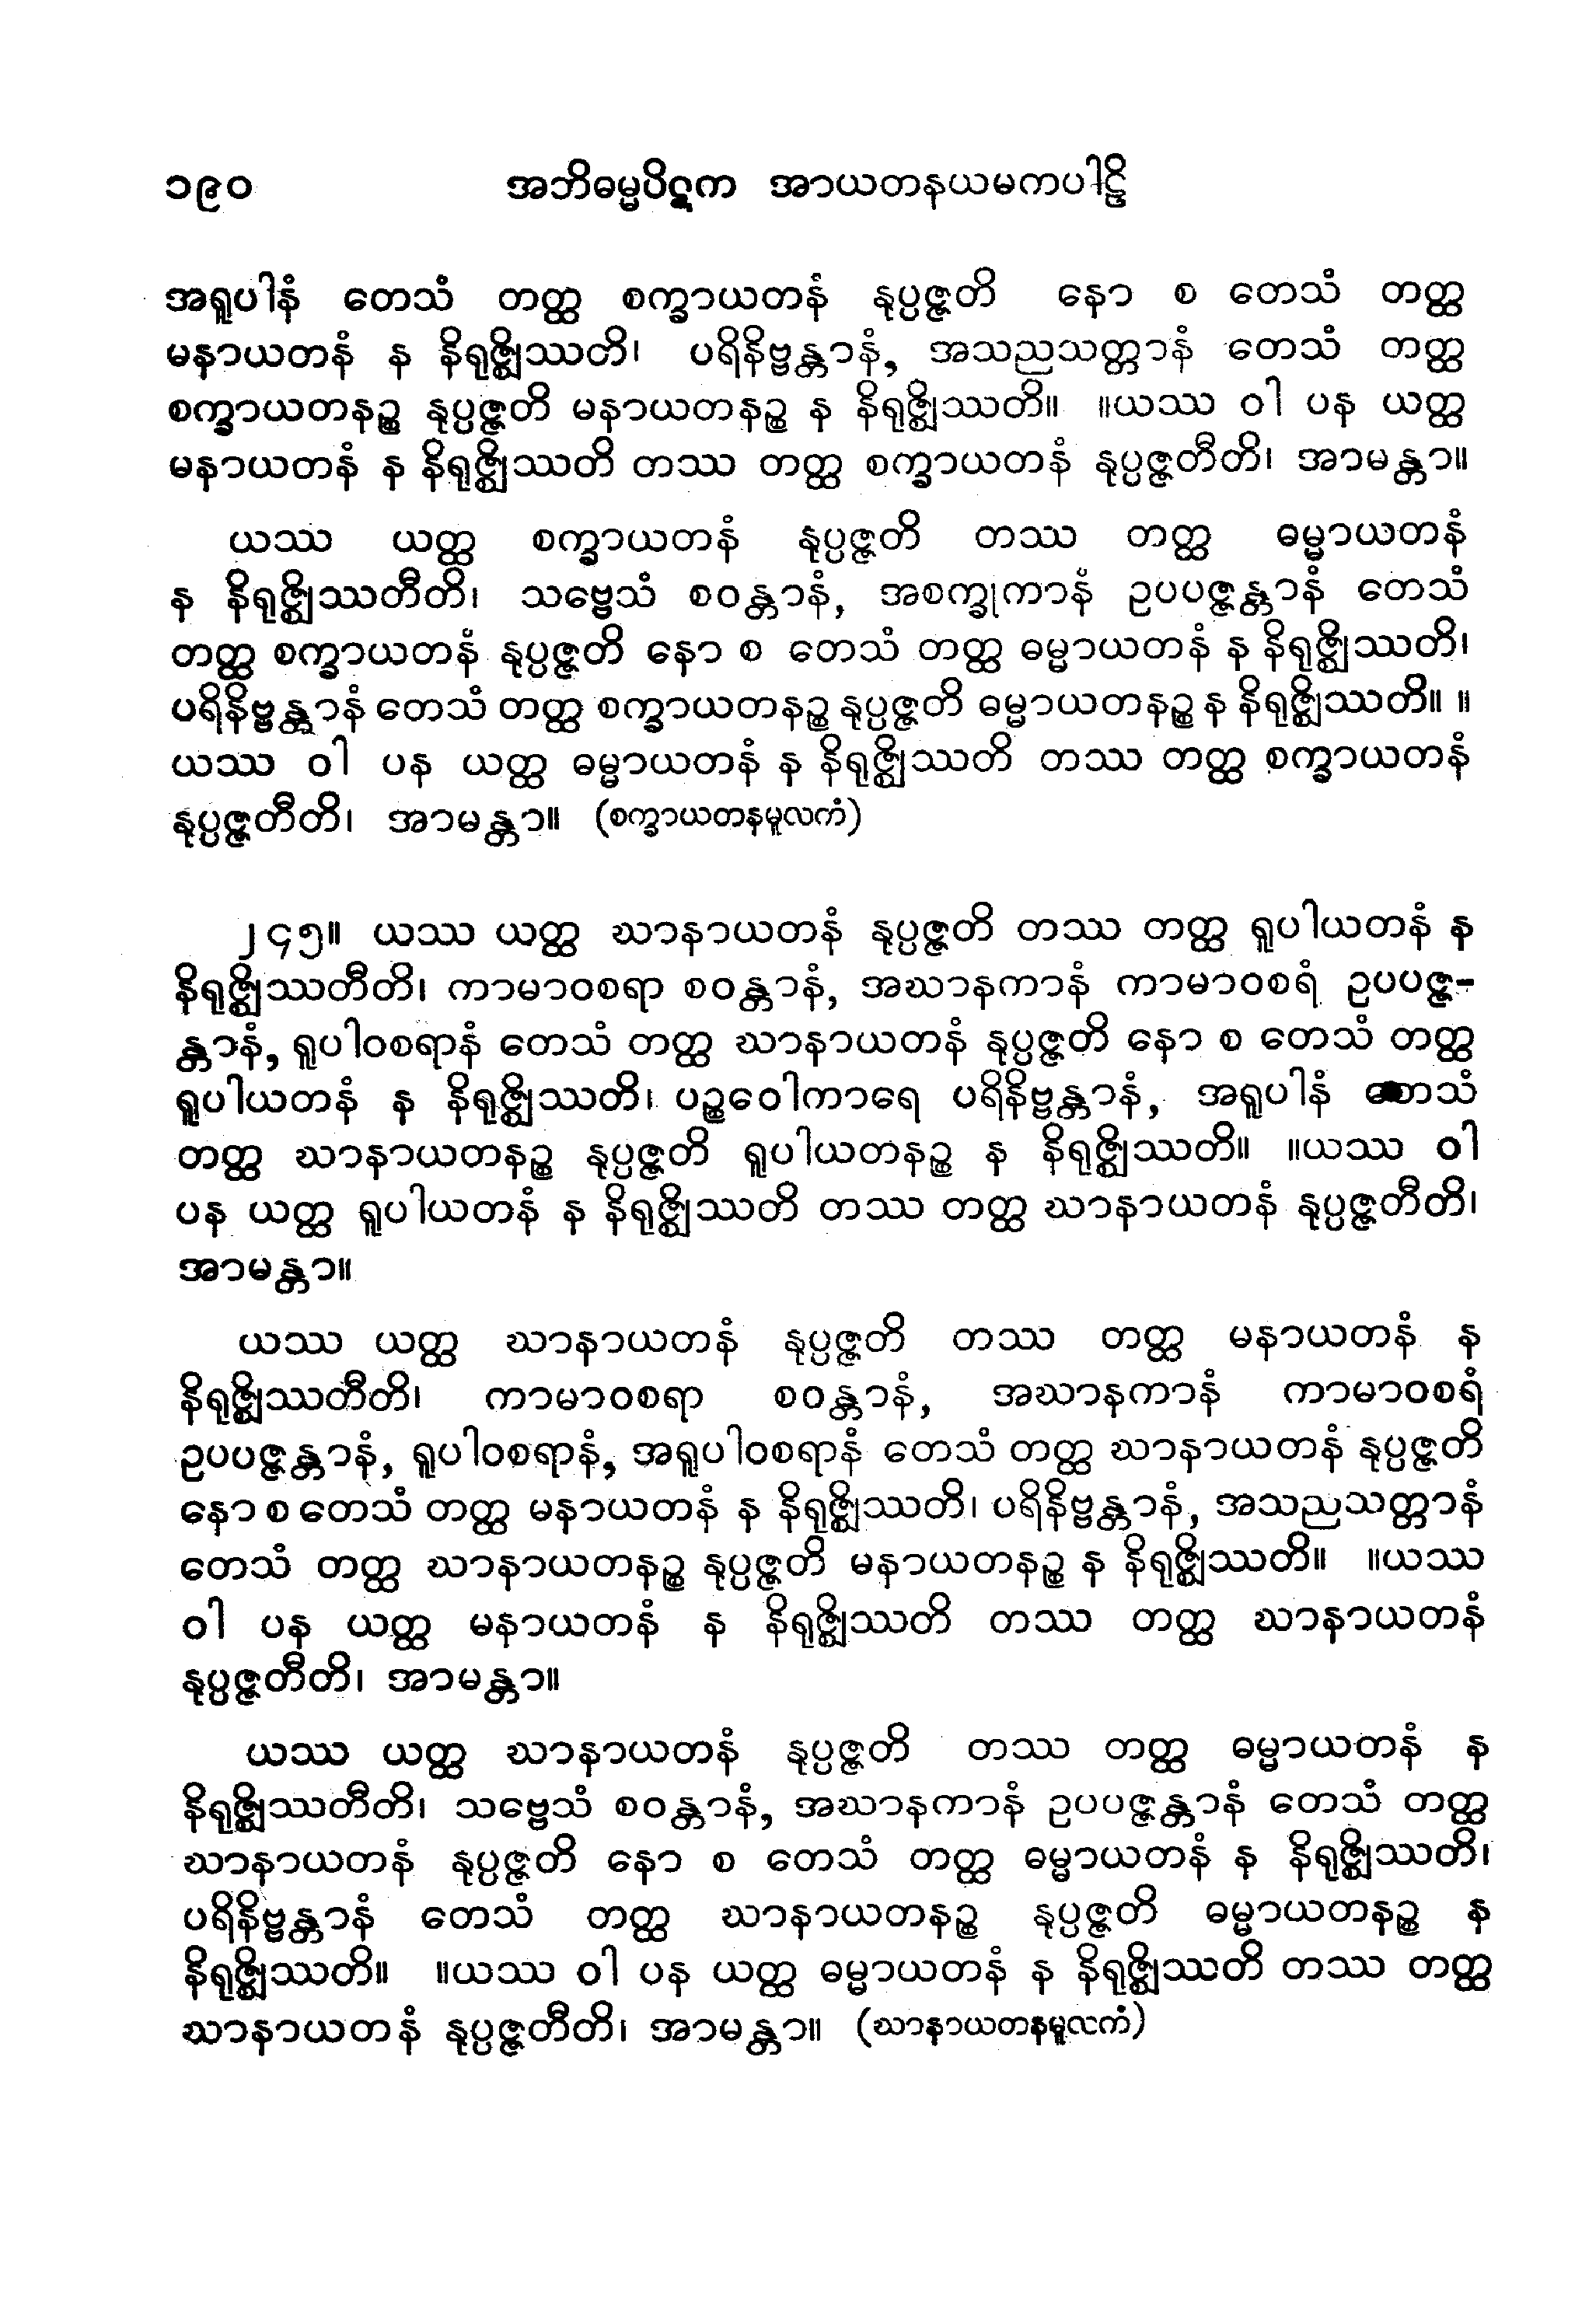 ၁၉၀ အဘိဓမ္မပိဋက အာယတနယမကပါဠိ
အရူပါနံ တေသံ တတ္ထ စက္ခာယတနံ နုပ္ပဇ္ဇတိ နော စ တေသံ တတ္ထ
မနာယတနံ န နိရုဇ္ဈိဿတိ၊ ပရိနိဗ္ဗန္တာနံ, အသညသတ္တာနံ တေသံ တတ္ထ
စက္ခာယတနဉ္စ နုပ္ပဇ္ဇတိ မနာယတနဉ္စ န နိရုဇ္ဈိဿတိ။ ။ယဿ ဝါ ပန ယတ္ထ
မနာယတနံ န နိရုဇ္ဈိဿတိ တဿ တတ္ထ စက္ခာယတနံ နုပ္ပဇ္ဇတီတိ၊ အာမန္တာ။
ယဿ ယတ္ထ စက္ခာယတနံ နုပ္ပဇ္ဇတိ တဿ တတ္ထ ဓမ္မာယတနံ
န နိရုဇ္ဈိဿတီတိ၊ သဗ္ဗေသံ စဝန္တာနံ, အစက္ခုကာနံ ဥပပဇ္ဇန္တာနံ တေသံ
တတ္ထ စက္ခာယတနံ နုပ္ပဇ္ဇတိ နော စ တေသံ တတ္ထ ဓမ္မာယတနံ န နိရုဇ္ဈိဿတိ၊
ပရိနိဗ္ဗန္တာနံ တေသံ တတ္ထ စက္ခာယတနဉ္စ နုပ္ပဇ္ဇတိ ဓမ္မာယတနဉ္စ န နိရုဇ္ဈိဿတိ။ ။
ယဿ ဝါ ပန ယတ္ထ ဓမ္မာယတနံ န နိရုဇ္ဈိဿတိ တဿ တတ္ထ စက္ခာယတနံ
နုပ္ပဇ္ဇတီတိ၊ အာမန္တာ။ (စက္ခာယတနမူလကံ)
၂၄၅။ ယဿ ယတ္ထ ဃာနာယတနံ နုပ္ပဇ္ဇတိ တဿ တတ္ထ ရူပါယတနံ န
နိရုဇ္ဈိဿတီတိ၊ ကာမာဝစရာ စဝန္တာနံ, အဃာနကာနံ ကာမာဝစရံ ဥပပဇ္ဇ-
န္တာနံ, ရူပါဝစရာနံ တေသံ တတ္ထ ဃာနာယတနံ နုပ္ပဇ္ဇတိ နော စ တေသံ တတ္ထ
ရူပါယတနံ န နိရုဇ္ဈိဿတိ၊ ပဉ္စဝေါကာရေ ပရိနိဗ္ဗန္တာနံ, အရူပါနံ တေသံ
တတ္ထ ဃာနာယတနဉ္စ နုပ္ပဇ္ဇတိ ရူပါယတနဉ္စ န နိရုဇ္ဈိဿတိ။ ။ယဿ ဝါ
ပန ယတ္ထ ရူပါယတနံ န နိရုဇ္ဈိဿတိ တဿ တတ္ထ ဃာနာယတနံ နုပ္ပဇ္ဇတီတိ၊
အာမန္တာ။
ယဿ ယတ္ထ ဃာနာယတနံ နုပ္ပဇ္ဇတိ တဿ တတ္ထ မနာယတနံ န
နိရုဇ္ဈိဿတီတိ၊ ကာမာဝစရာ စဝန္တာနံ, အဃာနကာနံ ကာမာဝစရံ
ဥပပဇ္ဇန္တာနံ, ရူပါဝစရာနံ, အရူပါဝစရာနံ တေသံ တတ္ထ ဃာနာယတနံ နုပ္ပဇ္ဇတိ
နော စ တေသံ တတ္ထ မနာယတနံ န နိရုဇ္ဈိဿတိ၊ ပရိနိဗ္ဗန္တာနံ, အသညသတ္တာနံ
တေသံ တတ္ထ ဃာနာယတနဉ္စ နုပ္ပဇ္ဇတိ မနာယတနဉ္စ န နိရုဇ္ဈိဿတိ။ ။ယဿ
ဝါ ပန ယတ္ထ မနာယတနံ န နိရုဇ္ဈိဿတိ တဿ တတ္ထ ဃာနာယတနံ
နုပ္ပဇ္ဇတီတိ၊ အာမန္တာ။
ယဿ ယတ္ထ ဃာနာယတနံ နုပ္ပဇ္ဇတိ တဿ တတ္ထ ဓမ္မာယတနံ န
နိရုဇ္ဈိဿတီတိ၊ သဗ္ဗေသံ စဝန္တာနံ, အဃာနကာနံ ဥပပဇ္ဇန္တာနံ တေသံ တတ္ထ
ဃာနာယတနံ နုပ္ပဇ္ဇတိ နော စ တေသံ တတ္ထ ဓမ္မာယတနံ န နိရုဇ္ဈိဿတိ၊
ပရိနိဗ္ဗန္တာနံ တေသံ တတ္ထ ဃာနာယတနဉ္စ နုပ္ပဇ္ဇတိ ဓမ္မာယတနဉ္စ န
နိရုဇ္ဈိဿတိ။ ။ယဿ ဝါ ပန ယတ္ထ ဓမ္မာယတနံ န နိရုဇ္ဈိဿတိ တဿ တတ္ထ
ဃာနာယတနံ နုပ္ပဇ္ဇတီတိ၊ အာမန္တာ။ (ဃာနာယတနမူလကံ)